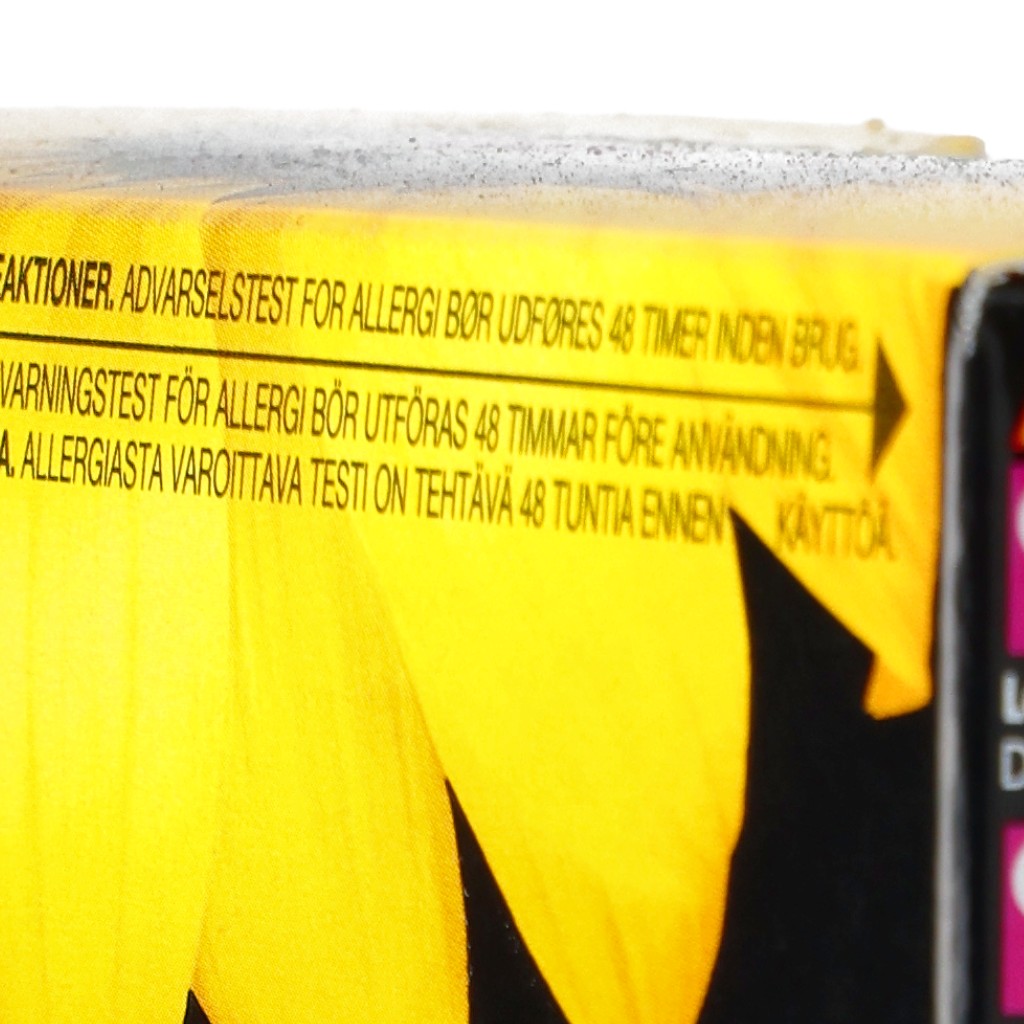 EAKTIONER. ADVARSELSTEST FOR ALLERGI BØR UDFØRES 48 TIMER INDEN BRUG.
VARNINGSTEST FÖR ALLERGI BÖR UTFÖRAS 48 TIMMAR FÖRE ANVÄNDNING.
A. ALLERGIASTA VAROITTAVA TESTI ON TEHTÄVÄ 48 TUNTIA ENNEN KÄYTTÖÄ.
L
D